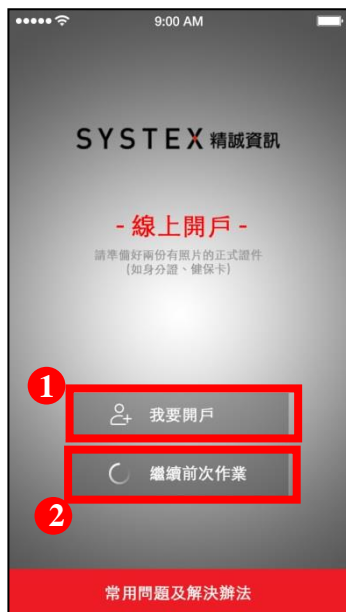 9:00 AM
SYSTEX 精誠資訊
- 線上開戶 -
請準備好兩份有照片的正式證件
(如身分證、健保卡)
1
我要開戶
繼續前次作業
2
常用問題及解決辦法